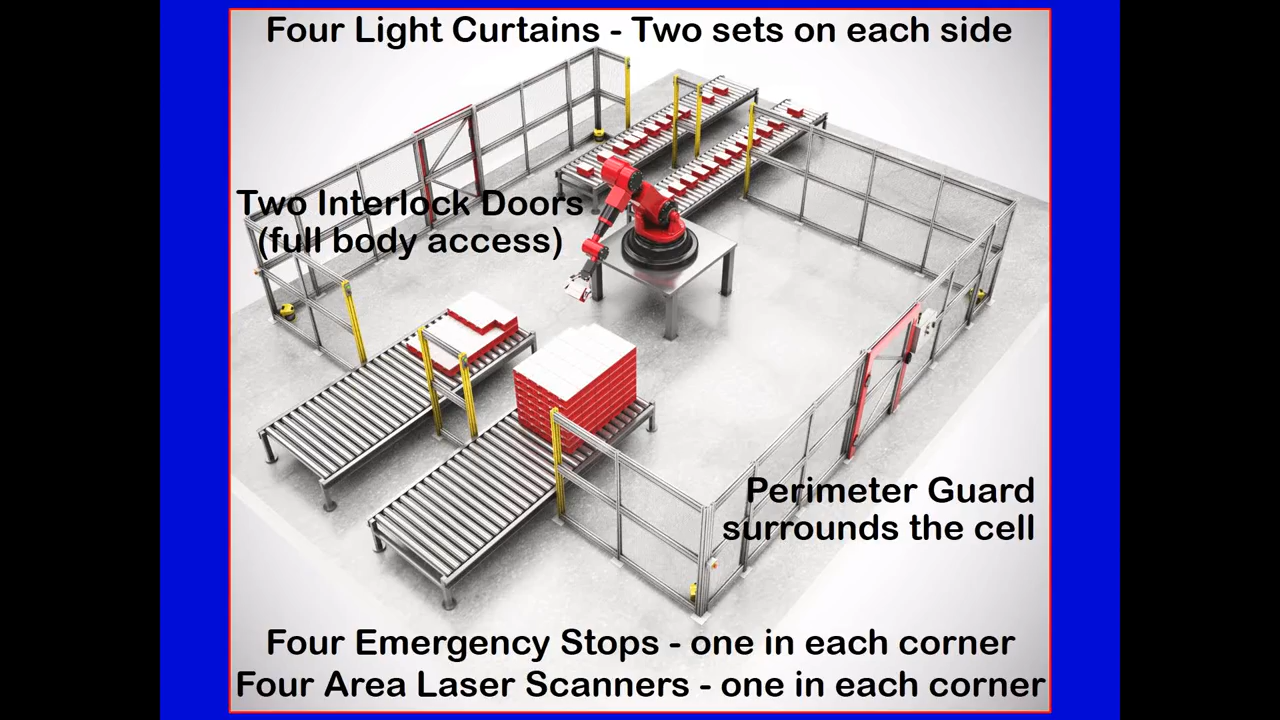 Four Light Curtains - Two sets on each side
Two Interlock Doors
(full body access)
Perimeter Guard
surrounds the cell
Four Emergency Stops - one in each corner
Four Area Laser Scanners - one in each corner